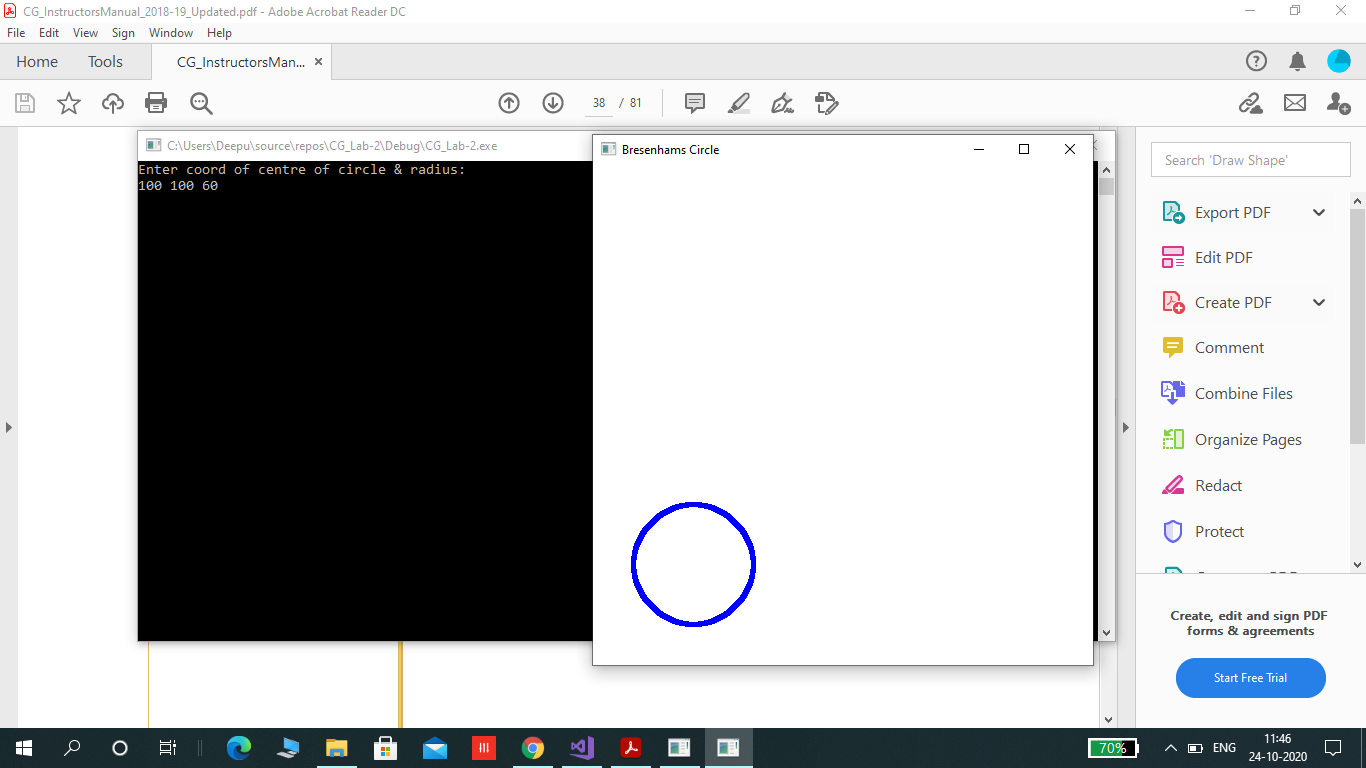 CG_InstructorsManual_2018-19_Updated.pdf - Adobe Acrobat Reader DC
File Edit View Sign Window Help
Home Tools CG_InstructorsMan... ×
38 / 81
C:\Users\Deepu\source\repos\CG_Lab-2\Debug\CG_Lab-2.exe
Enter coord of centre of circle & radius:
100 100 60
Bresenhams Circle
Search 'Draw Shape'
Export PDF
Edit PDF
Create PDF
Comment
Combine Files
Organize Pages
Redact
Protect
Create, edit and sign PDF
forms & agreements
Start Free Trial
70%
ENG
11:46
24-10-2020